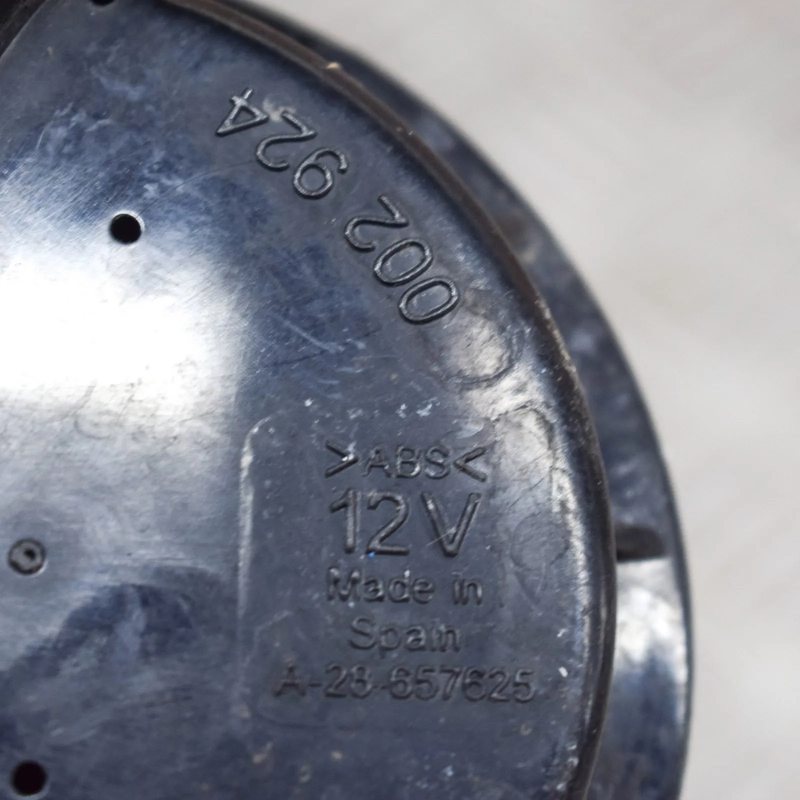 002 924
>ABS<
12V
Made in
Spain
A-28-657625